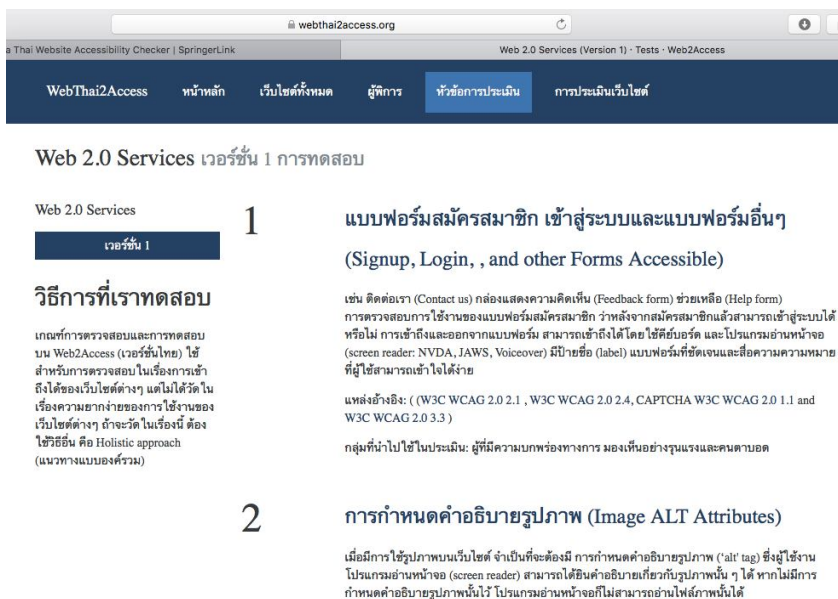 webthai2access.org
a Thai Website Accessibility Checker | SpringerLink
Web 2.0 Services (Version 1) · Tests · Web2Access
WebThai2Access หน้าหลัก เว็บไซต์ทั้งหมด ผู้พิการ หัวข้อการประเมิน การประเมินเว็บไซต์
Web 2.0 Services เวอร์ชั่น 1 การทดสอบ
Web 2.0 Services
เวอร์ชั่น 1
วิธีการที่เราทดสอบ
เกณฑ์การตรวจสอบและการทดสอบ
บน Web2Access (เวอร์ชั่นไทย) ใช้
สำหรับการตรวจสอบในเรื่องการเข้า
ถึงได้ของเว็บไซต์ต่างๆ แต่ไม่ได้วัดใน
เรื่องความยากง่ายของการใช้งานของ
เว็บไซต์ต่างๆ ถ้าจะวัดในเรื่องนี้ ต้อง
ใช้วิธีอื่น คือ Holistic approach
(แนวทางแบบองค์รวม)
1
แบบฟอร์มสมัครสมาชิก เข้าสู่ระบบและแบบฟอร์มอื่นๆ
(Signup, Login, , and other Forms Accessible)
เช่น ติดต่อเรา (Contact us) กล่องแสดงความคิดเห็น (Feedback form) ช่วยเหลือ (Help form)
การตรวจสอบการใช้งานของแบบฟอร์มสมัครสมาชิก ว่าหลังจากสมัครสมาชิกแล้วสามารถเข้าสู่ระบบได้
หรือไม่ การเข้าถึงและออกจากแบบฟอร์ม สามารถเข้าถึงได้โดยใช้คีย์บอร์ด และโปรแกรมอ่านหน้าจอ
(screen reader: NVDA, JAWS, Voiceover) มีป้ายชื่อ (label) แบบฟอร์มที่ชัดเจนและสื่อความความหมาย
ที่ผู้ใช้สามารถเข้าใจได้ง่าย
แหล่งอ้างอิง: ( (W3C WCAG 2.0 2.1 , W3C WCAG 2.0 2.4, CAPTCHA W3C WCAG 2.0 1.1 and
W3C WCAG 2.0 3.3 )
กลุ่มที่นำไปใช้ในประเมิน: ผู้ที่มีความบกพร่องทางการ มองเห็นอย่างรุนแรงและคนตาบอด
2
การกำหนดคำอธิบายรูปภาพ (Image ALT Attributes)
เมื่อมีการใช้รูปภาพบนเว็บไซต์ จำเป็นที่จะต้องมี การกำหนดคำอธิบายรูปภาพ (‘alt' tag) ซึ่งผู้ใช้งาน
โปรแกรมอ่านหน้าจอ (screen reader) สามารถได้ยินคำอธิบายเกี่ยวกับรูปภาพนั้น ๆ ได้ หากไม่มีการ
กำหนดคำอธิบายรูปภาพนั้นไว้ โปรแกรมอ่านหน้าจอก็ไม่สามารถอ่านไฟล์ภาพนั้นได้